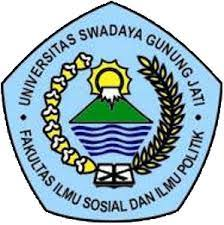 UNIVERSITAS SWADAYA GUNUNG JATI
FAKULTAS ILMU SOSIAL DAN ILMU POLITIK